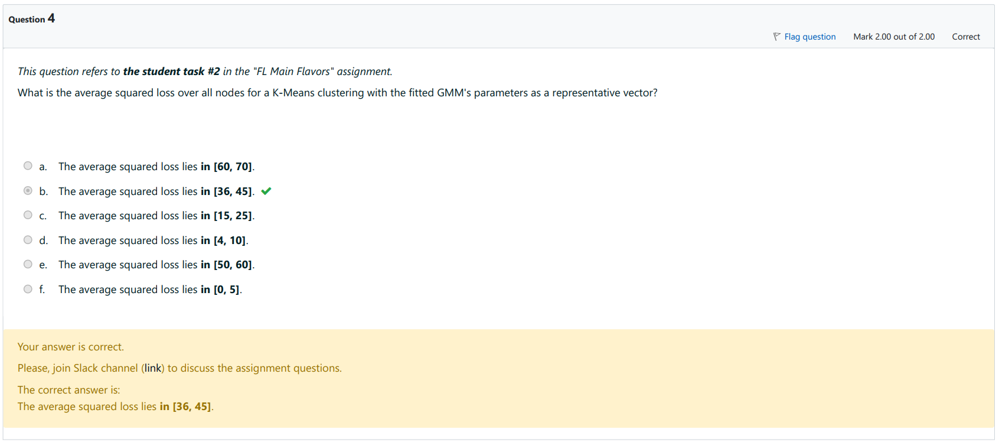 Question 4
Flag question Mark 2.00 out of 2.00 Correct
This question refers to the student task #2 in the "FL Main Flavors" assignment.
What is the average squared loss over all nodes for a K-Means clustering with the fitted GMM's parameters as a representative vector?
a. The average squared loss lies in [60, 70].
b. The average squared loss lies in [36, 45].
c. The average squared loss lies in [15, 25].
d. The average squared loss lies in [4, 10].
e. The average squared loss lies in [50, 60].
f. The average squared loss lies in [0, 5].
Your answer is correct.
Please, join Slack channel (link) to discuss the assignment questions.
The correct answer is:
The average squared loss lies in [36, 45].